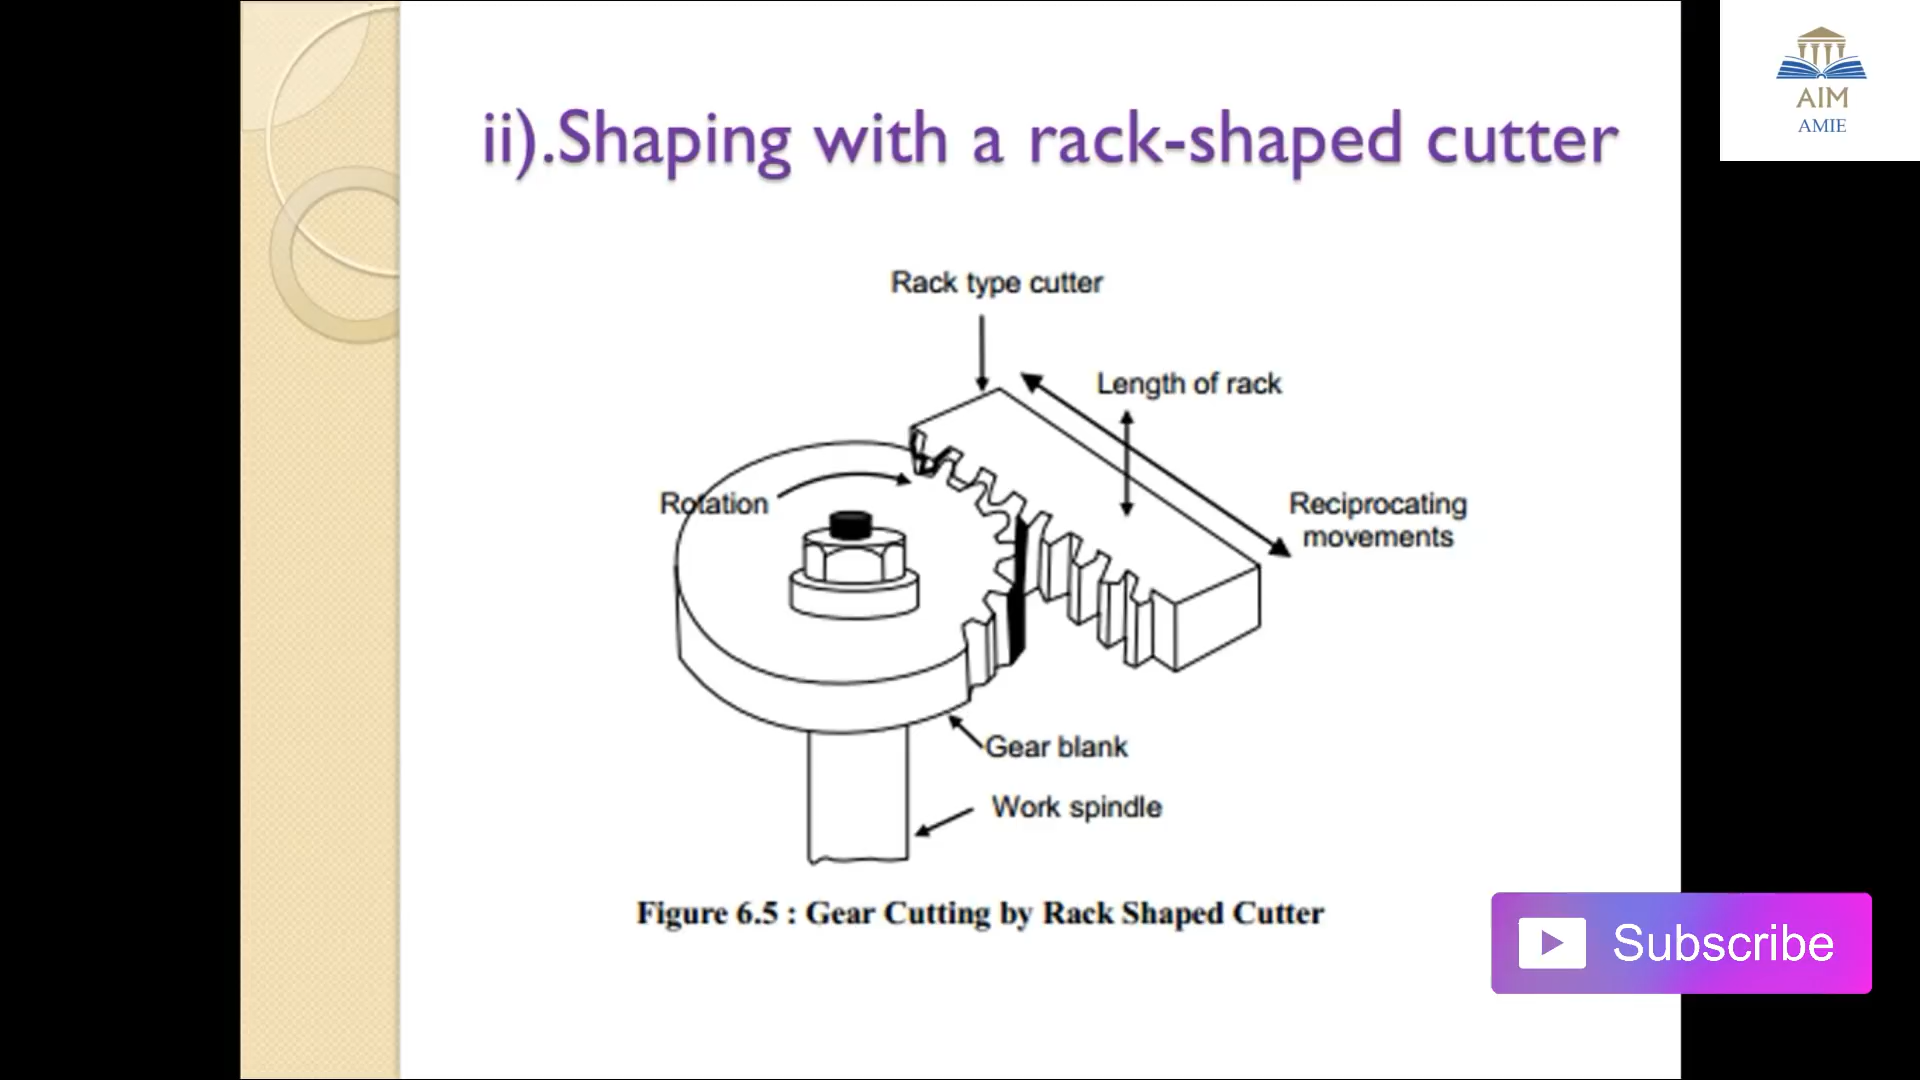 AIM
AMIE
ii).Shaping with a rack-shaped cutter
Rack type cutter
Length of rack
Rotation
Reciprocating
movements
Gear blank
Work spindle
Figure 6.5 : Gear Cutting by Rack Shaped Cutter
Subscribe